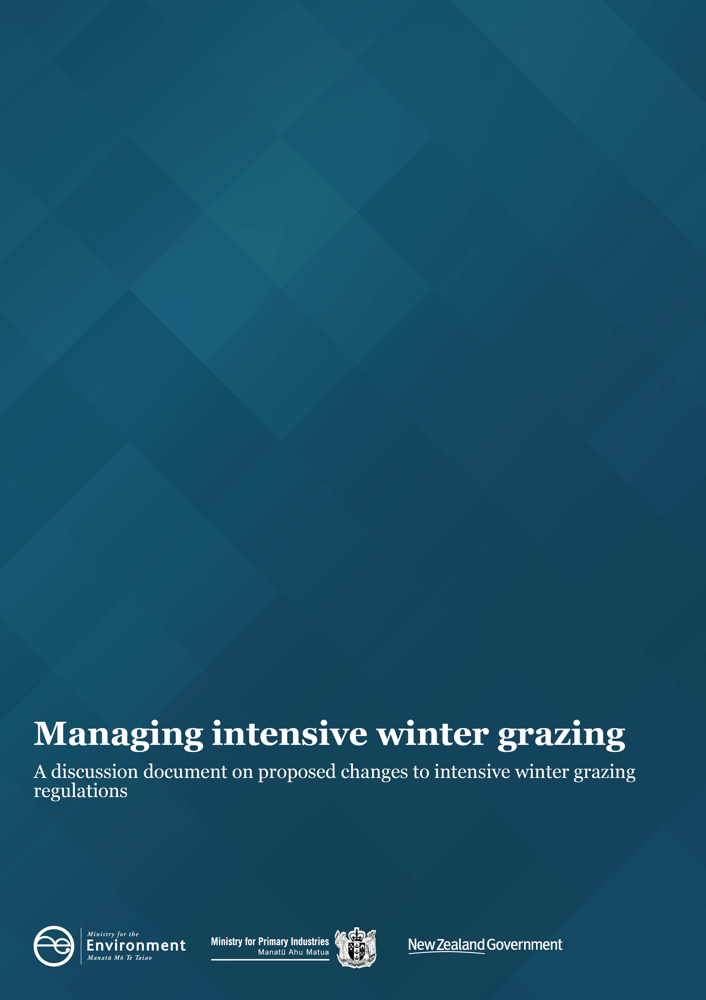 Managing intensive winter grazing
A discussion document on proposed changes to intensive winter grazing
regulations
Ministry for the
Environment
Manatū Mō Te Taiao
Ministry for Primary Industries
Manatū Ahu Matua
New Zealand Government